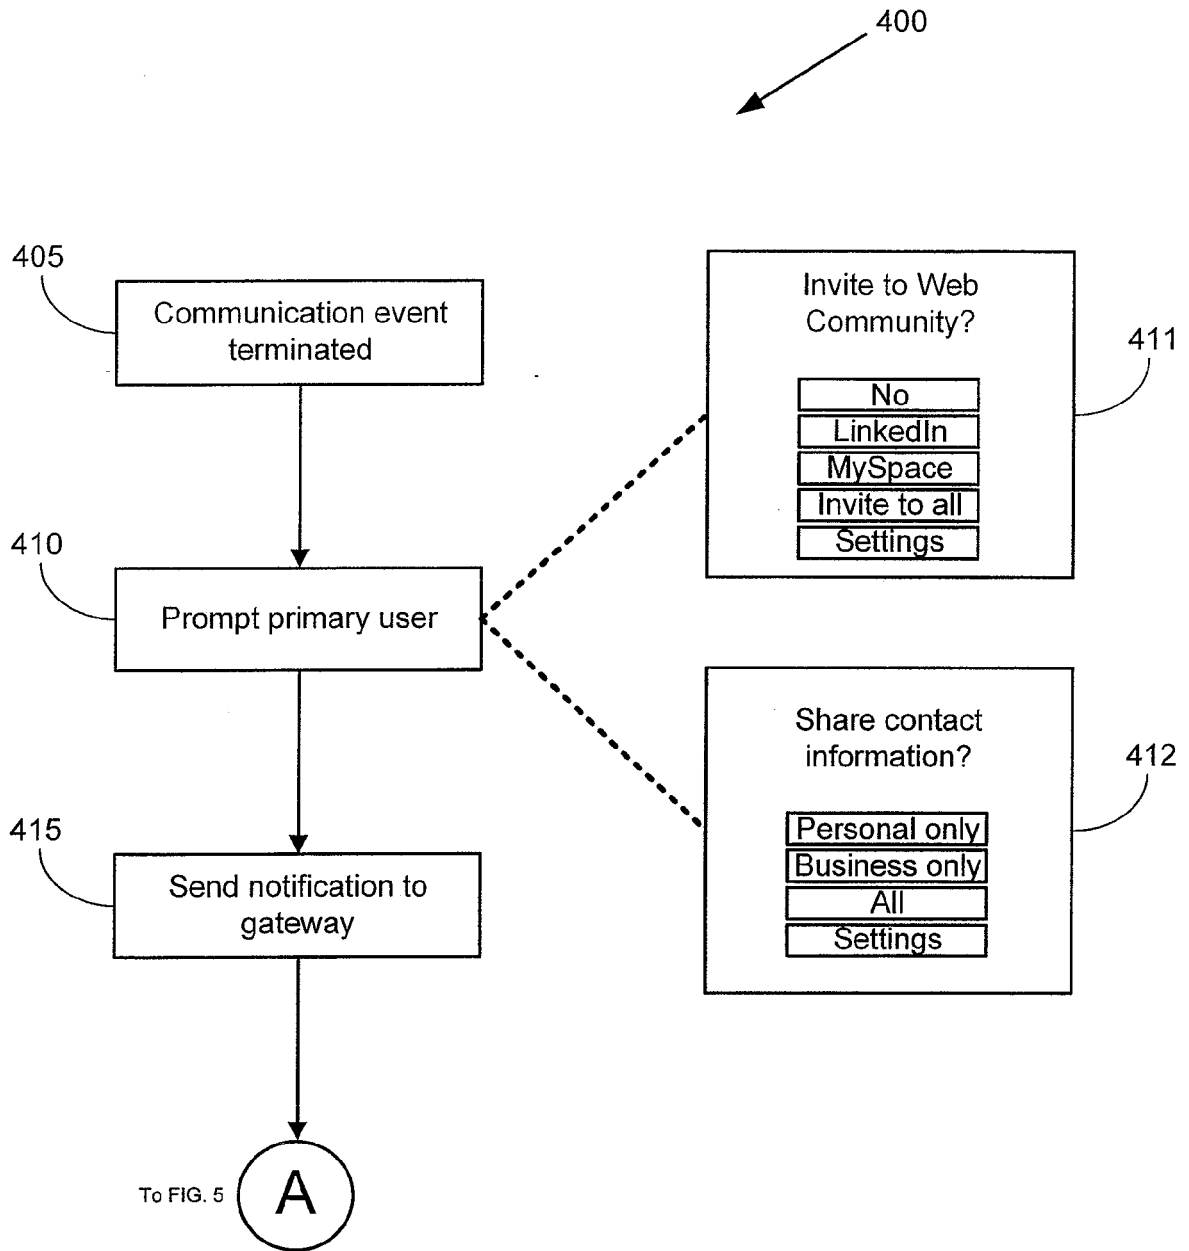 400
405
Communication event
terminated
410
Prompt primary user
415
Send notification to
gateway
To FIG. 5
A
Invite to Web
Community?
411
No
LinkedIn
MySpace
Invite to all
Settings
Share contact
information?
412
Personal only
Business only
All
Settings